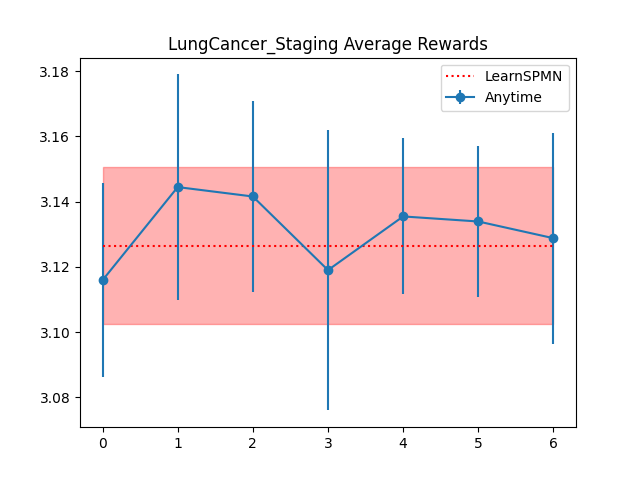 LungCancer_Staging Average Rewards
3.18
3.16
3.14
3.12
3.10
3.08
LearnSPMN
Anytime
0 1 2 3 4 5 6